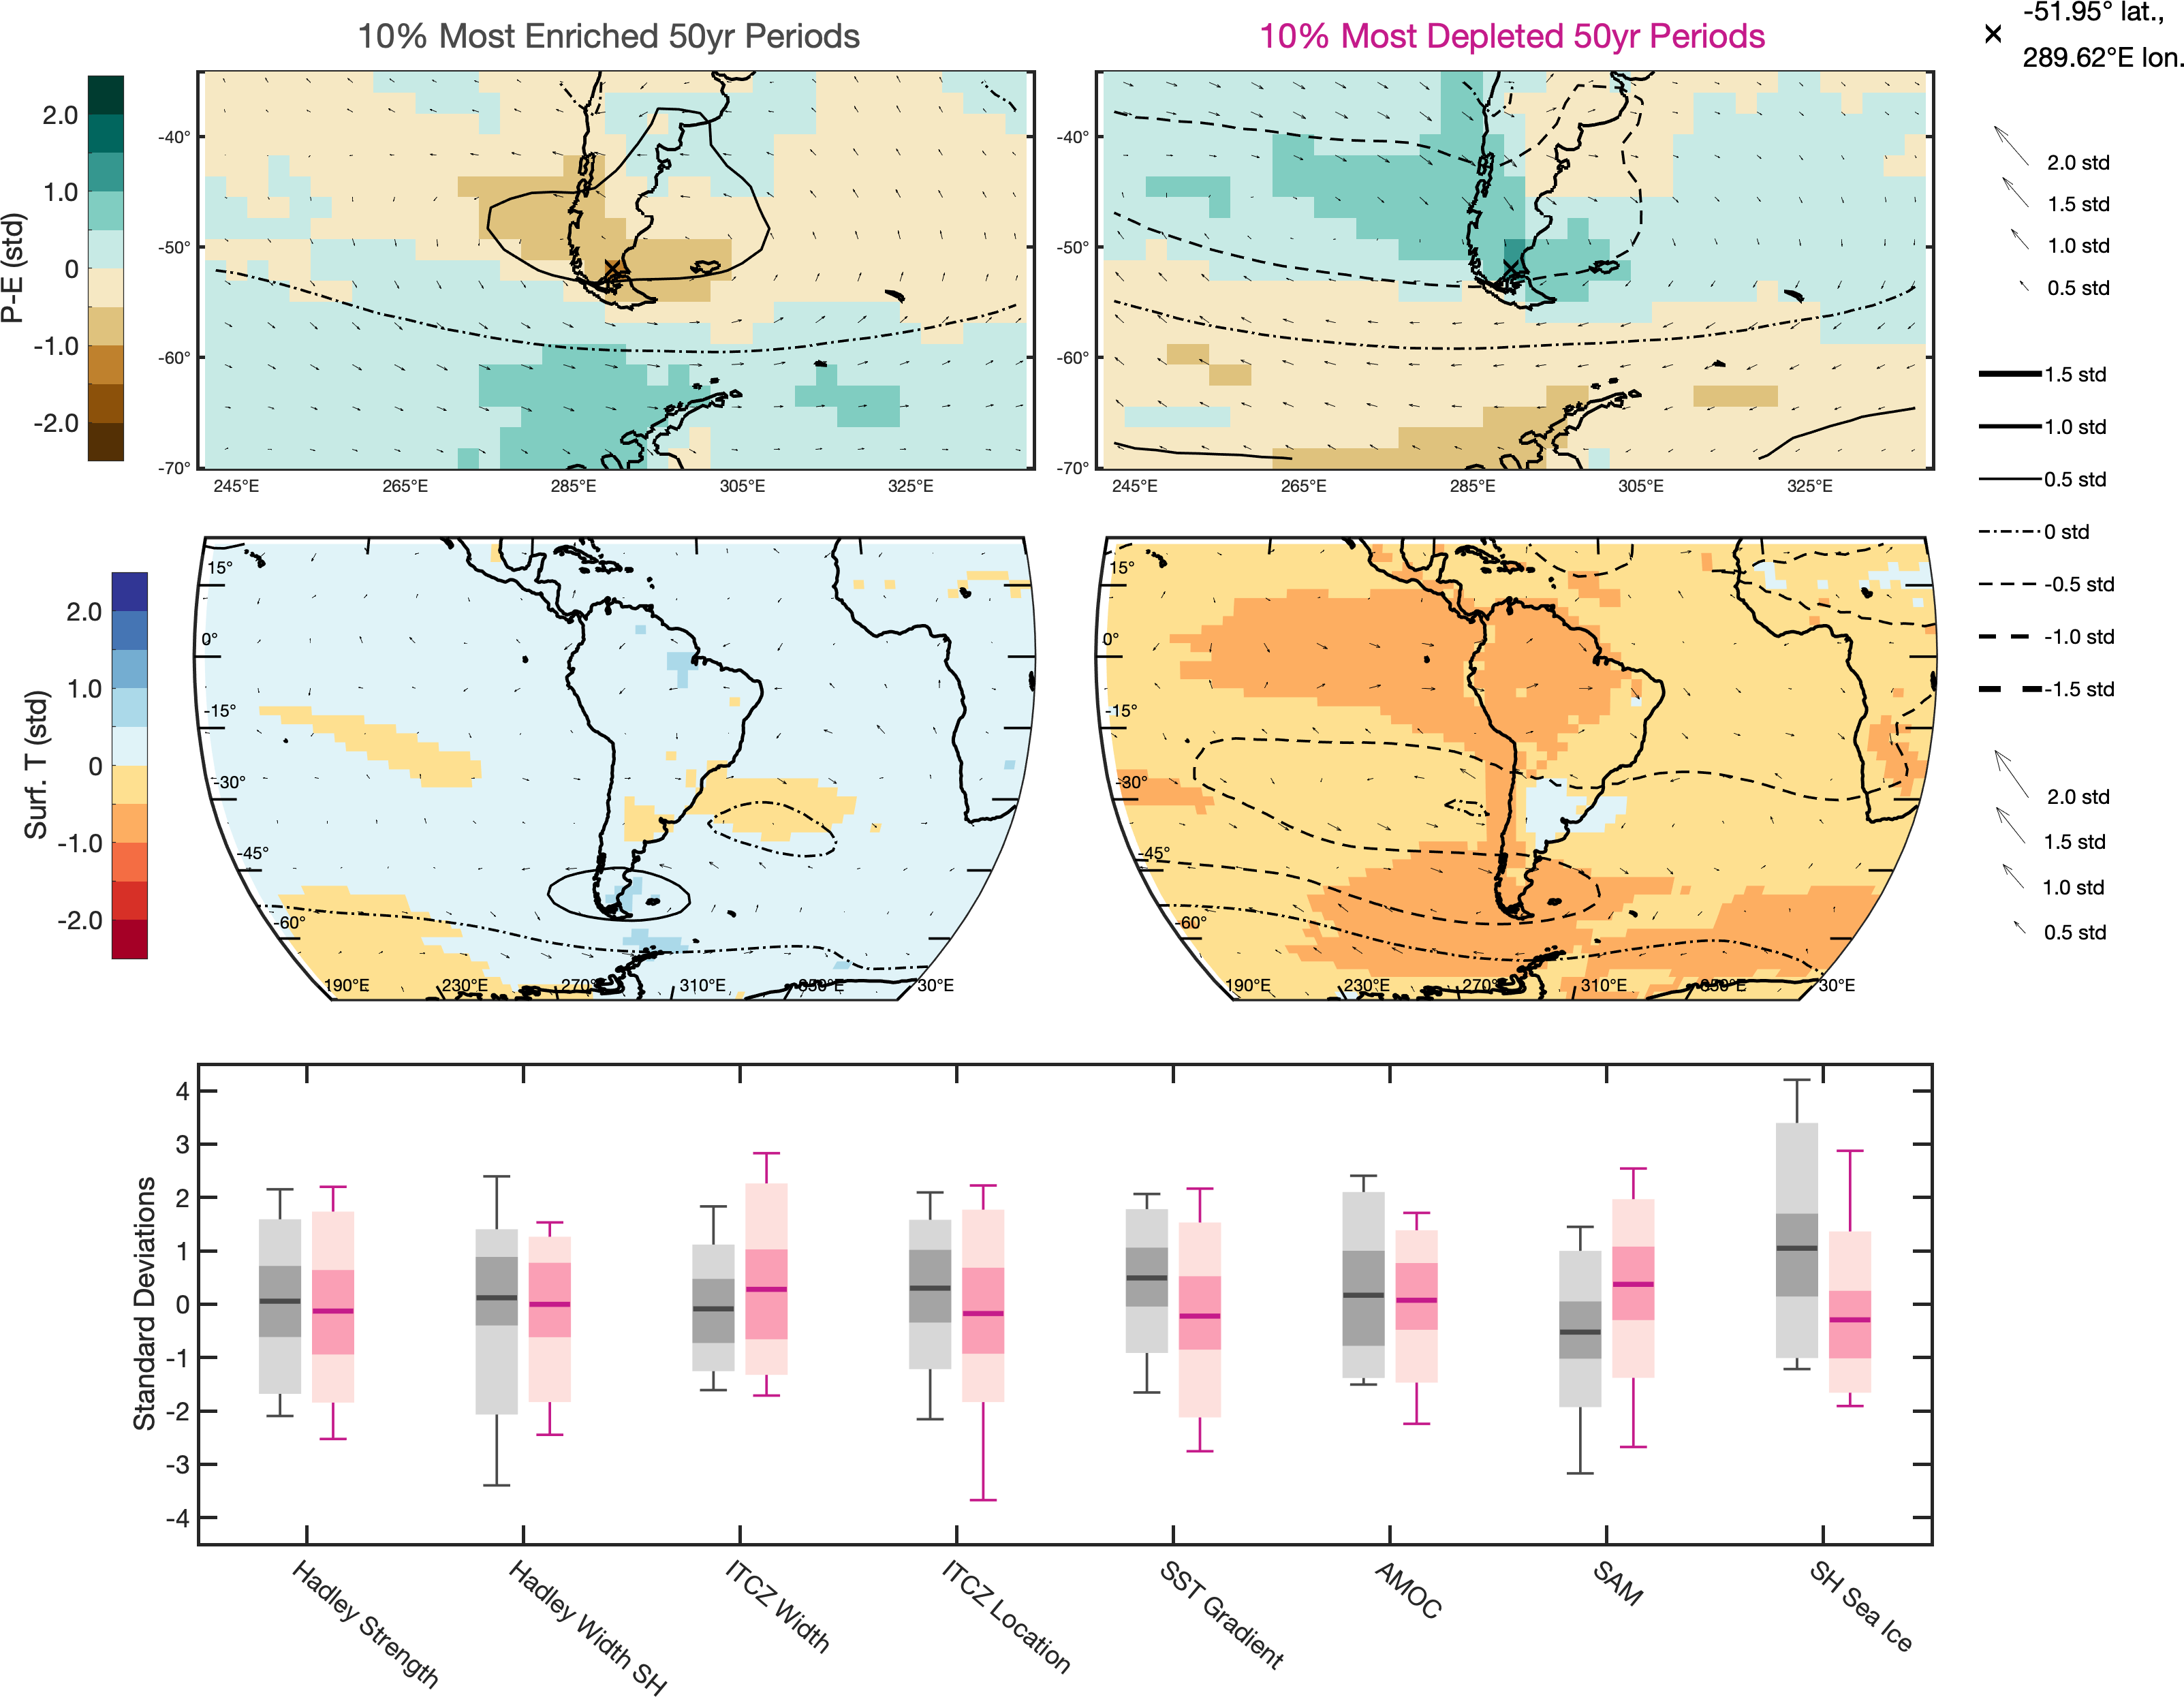 10% Most Enriched 50yr Periods
10% Most Depleted 50yr Periods
-51.95° lat.,
289.62°E lon.
P-E (std)
2.0
1.0
0
-1.0
-2.0
-40°
-50°
-60°
-70°
245°E 265°E 285°E 305°E 325°E
-40°
-50°
-60°
-70°
245°E 265°E 285°E 305°E 325°E
2.0 std
1.5 std
1.0 std
0.5 std
1.5 std
1.0 std
0.5 std
0 std
-0.5 std
-1.0 std
-1.5 std
2.0 std
1.5 std
1.0 std
0.5 std
Surf. T (std)
2.0
1.0
0
-1.0
-2.0
15°
0°
-15°
-30°
-45°
-60°
190°E 230°E 270°E 310°E 350°E 30°E
15°
0°
-15°
-30°
-45°
-60°
190°E 230°E 270°E 310°E 350°E 30°E
Standard Deviations
4
3
2
1
0
-1
-2
-3
-4
Hadley Strength
Hadley Width SH
ITCZ Width
ITCZ Location
SST Gradient
AMOC
SAM
SH Sea Ice